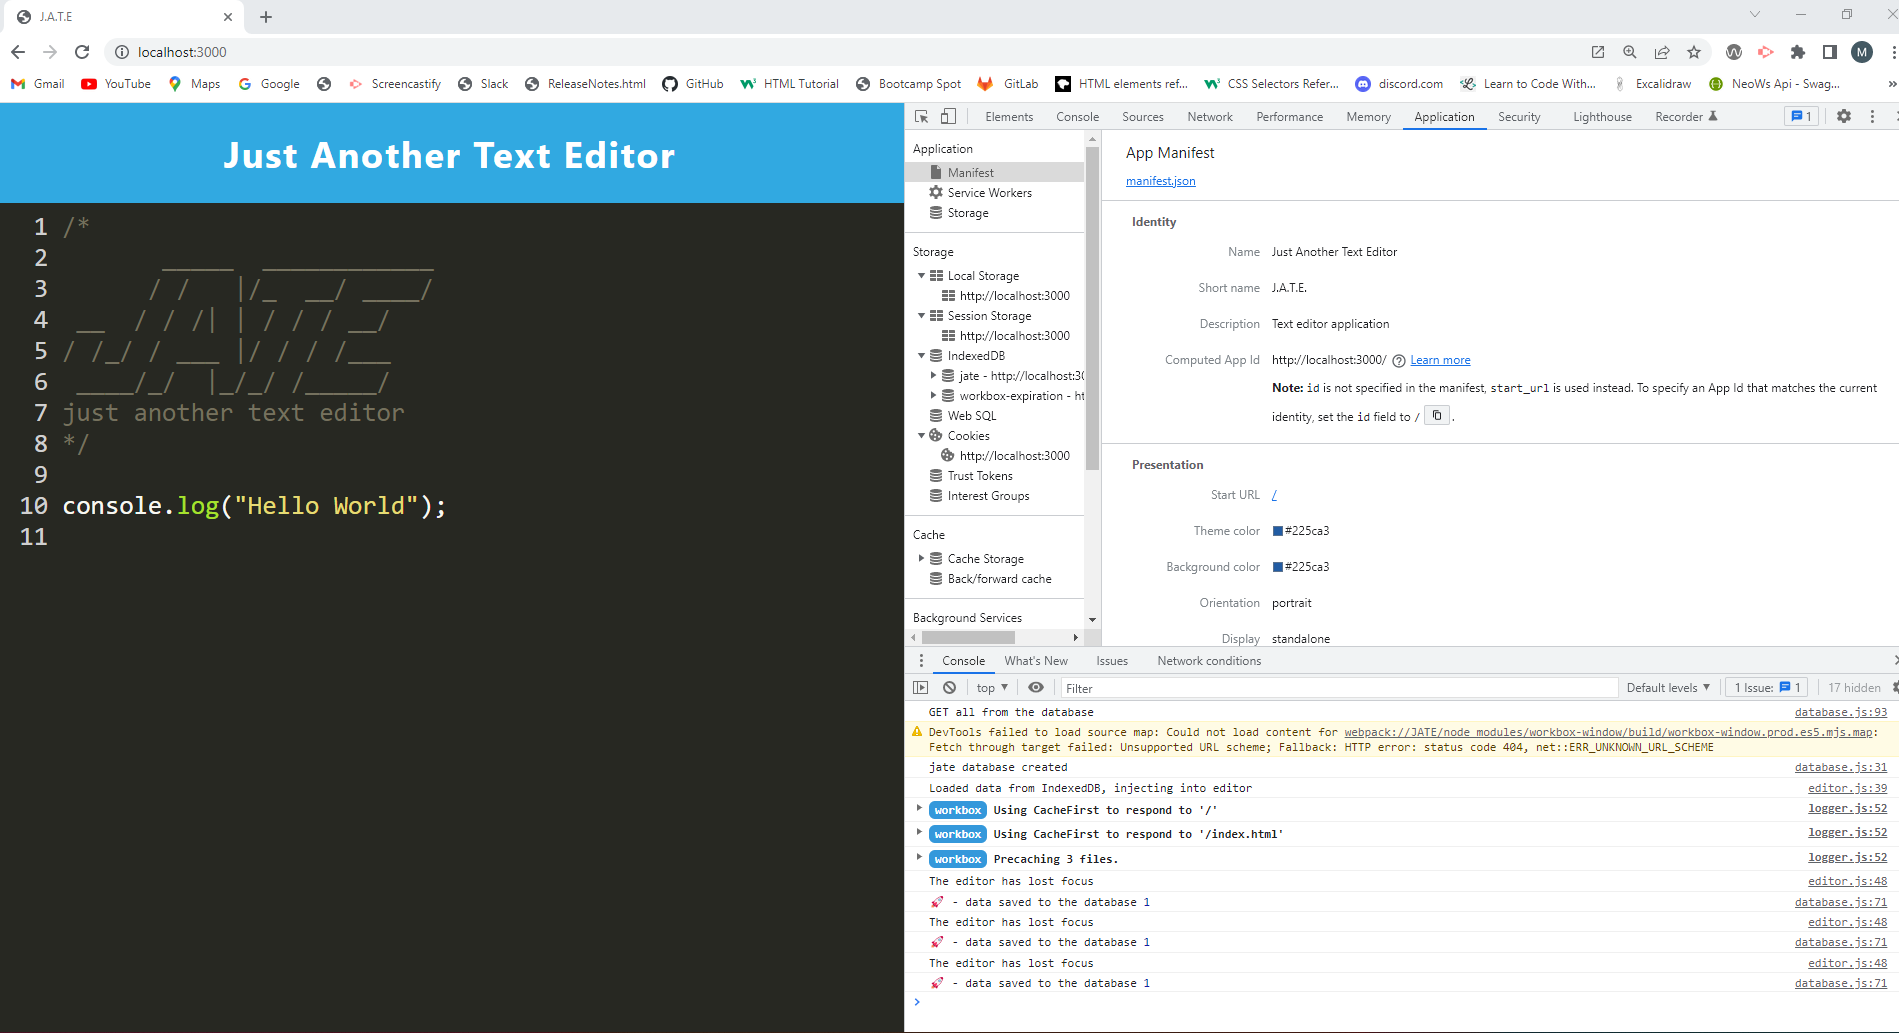 J.A.T.E
localhost:3000
M
Gmail YouTube Maps Google Screencastify Slack ReleaseNotes.html GitHub HTML Tutorial Bootcamp Spot GitLab HTML elements ref... CSS Selectors Refer... discord.com Learn to Code With... Excalidraw NeoWs Api - Swag... »
Just Another Text Editor
1 /*
2      _____  ____________
3      / /   |/_  __/ ____/
4  __  / / /| | / / / __/
5 / /_/ / ___ |/ / / /___
6  ____/_/  |_/_/ /_____/
7 just another text editor
8 */
9
10 console.log("Hello World");
11
Elements Console Sources Network Performance Memory Application Security Lighthouse Recorder 1
Application
Manifest
Service Workers
Storage
Storage
Local Storage
http://localhost:3000
Session Storage
http://localhost:3000
IndexedDB
jate - http://localhost:3(
workbox-expiration - ht
Web SQL
Cookies
http://localhost:3000
Trust Tokens
Interest Groups
Cache
Cache Storage
Back/forward cache
Background Services
App Manifest
manifest.json
Identity
Name Just Another Text Editor
Short name J.A.T.E.
Description Text editor application
Computed App Id http://localhost:3000/ Learn more
Note: id is not specified in the manifest, start_url is used instead. To specify an App Id that matches the current
identity, set the id field to / .
Presentation
Start URL /
Theme color #225ca3
Background color #225ca3
Orientation portrait
Display standalone
Console What's New Issues Network conditions
top ▼ Filter Default levels ▼ 1 Issue: 1 17 hidden
GET all from the database database.js:93
DevTools failed to load source map: Could not load content for webpack://JATE/node_modules/workbox-window/build/workbox-window.prod.es5.mjs.map:
Fetch through target failed: Unsupported URL scheme; Fallback: HTTP error: status code 404, net::ERR_UNKNOWN_URL_SCHEME
jate database created database.js:31
Loaded data from IndexedDB, injecting into editor editor.js:39
workbox Using CacheFirst to respond to '/' logger.js:52
workbox Using CacheFirst to respond to '/index.html' logger.js:52
workbox Precaching 3 files. logger.js:52
The editor has lost focus editor.js:48
🚀 - data saved to the database 1 database.js:71
The editor has lost focus editor.js:48
🚀 - data saved to the database 1 database.js:71
The editor has lost focus editor.js:48
🚀 - data saved to the database 1 database.js:71